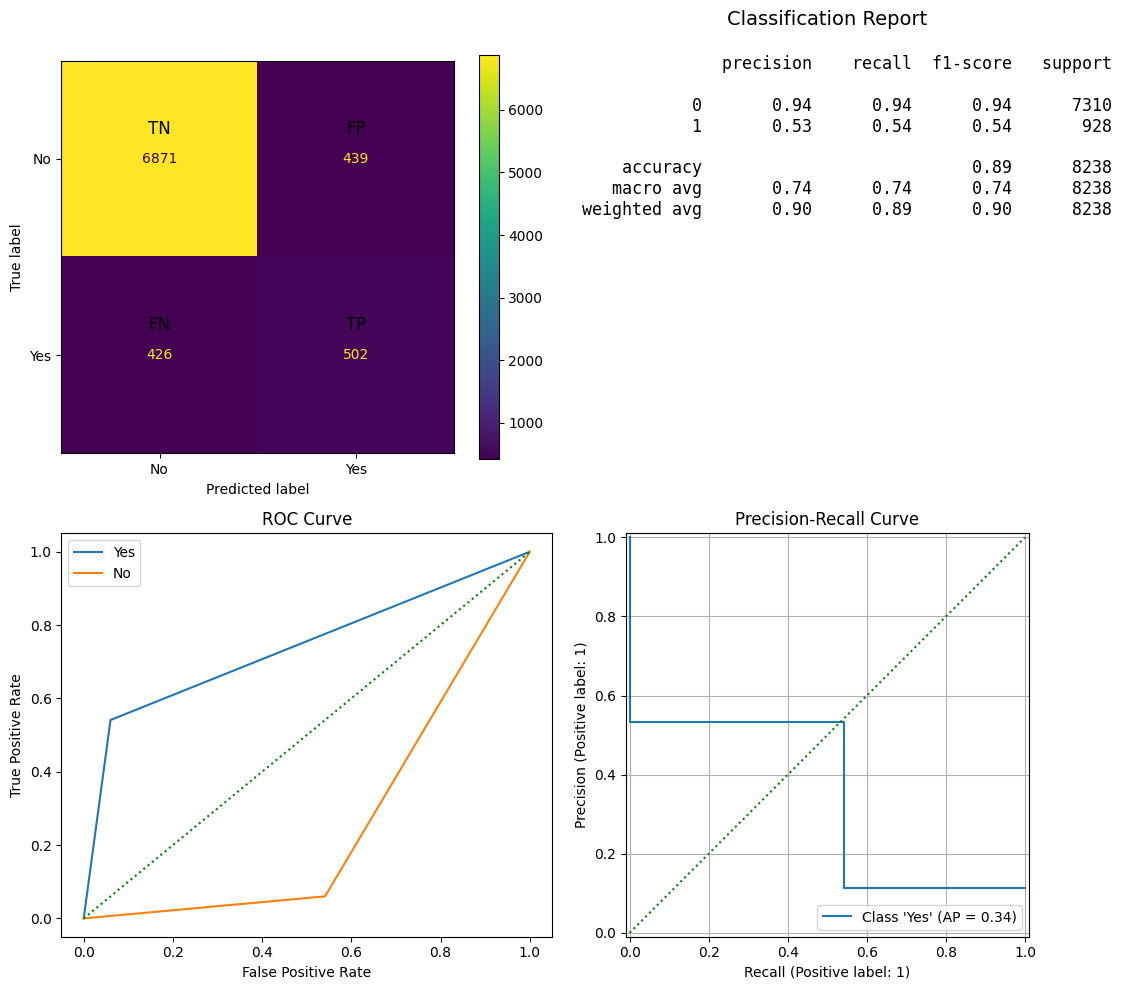 Classification Report
precision recall f1-score support
0 0.94 0.94 0.94 7310
1 0.53 0.54 0.54 928
accuracy 0.89 8238
macro avg 0.74 0.74 0.74 8238
weighted avg 0.90 0.89 0.90 8238
True label
No
Yes
TN
6871
FP
439
FN
426
TP
502
No
Yes
Predicted label
6000
5000
4000
3000
2000
1000
ROC Curve
Yes
No
True Positive Rate
1.0
0.8
0.6
0.4
0.2
0.0
0.0 0.2 0.4 0.6 0.8 1.0
False Positive Rate
Precision-Recall Curve
Precision (Positive label: 1)
1.0
0.8
0.6
0.4
0.2
0.0
Class 'Yes' (AP = 0.34)
0.0 0.2 0.4 0.6 0.8 1.0
Recall (Positive label: 1)